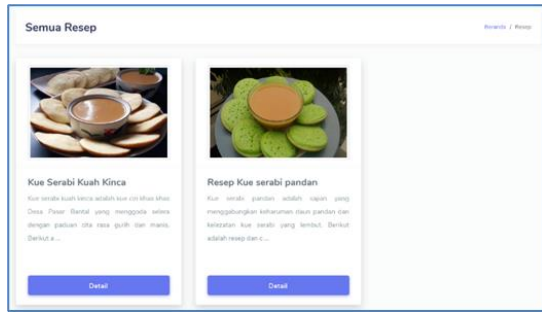 Semua Resep
Beranda / Resep
Kue Serabi Kuah Kinca
Kue serabi kuah kinca adalah kue ciri khas khas
Desa Pasar Bantal yang menggoda selera
dengan paduan cita rasa gurih dan manis.
Berikut a ...
Detail
Resep Kue serabi pandan
Kue serabi pandan adalah sajian yang
menggabungkan keharuman daun pandan dan
kelezatan kue serabi yang lembut. Berikut
adalah resep dan c ...
Detail